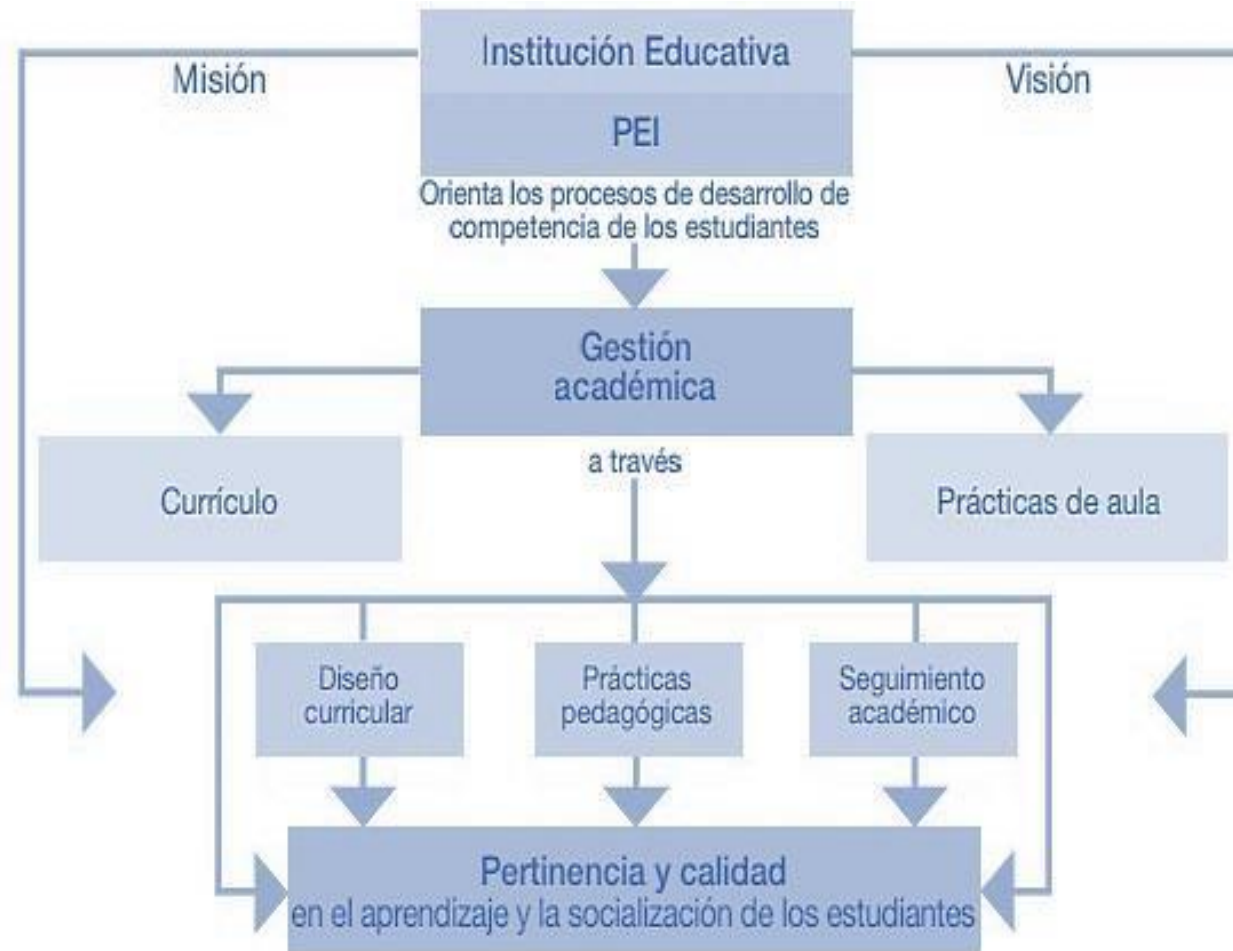 Institución Educativa
Misión
Visión
PEI
Orienta los procesos de desarrollo de
competencia de los estudiantes
Gestión
académica
a través
Currículo
Prácticas de aula
Diseño
curricular
Prácticas
pedagógicas
Seguimiento
académico
Pertinencia y calidad
en el aprendizaje y la socialización de los estudiantes